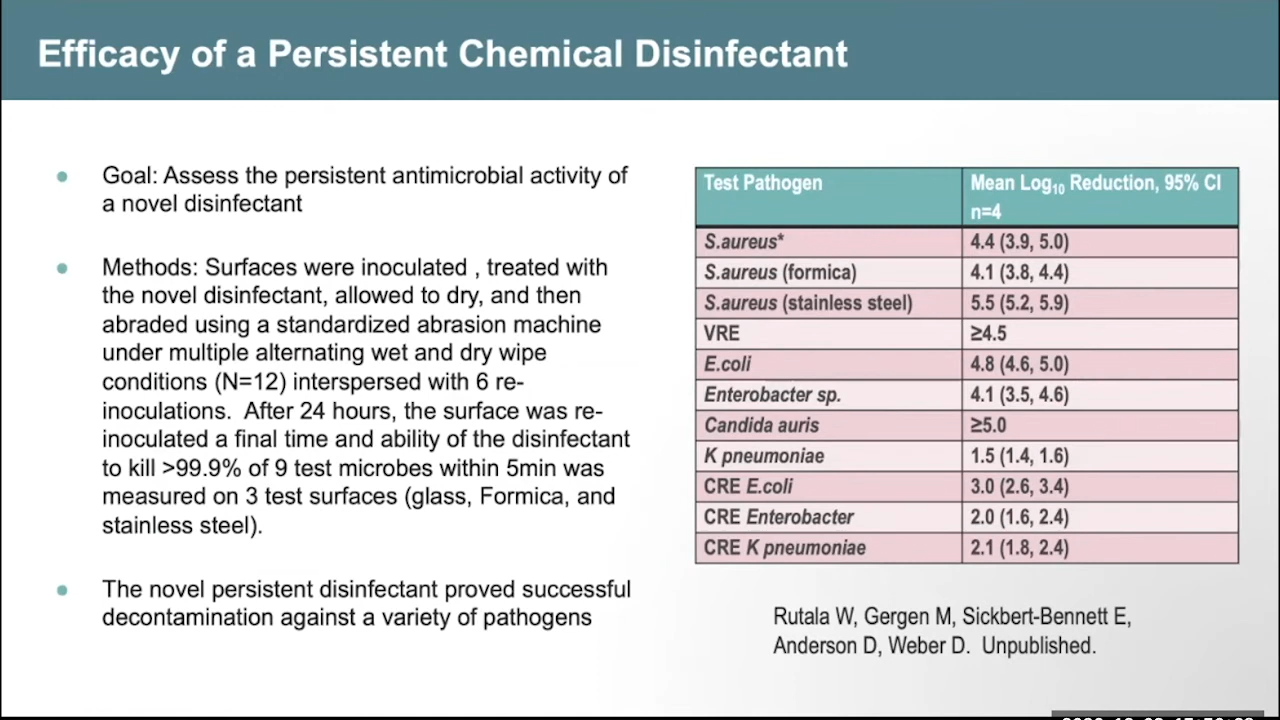 Efficacy of a Persistent Chemical Disinfectant
● Goal: Assess the persistent antimicrobial activity of
a novel disinfectant
● Methods: Surfaces were inoculated , treated with
the novel disinfectant, allowed to dry, and then
abraded using a standardized abrasion machine
under multiple alternating wet and dry wipe
conditions (N=12) interspersed with 6 re-
inoculations.  After 24 hours, the surface was re-
inoculated a final time and ability of the disinfectant
to kill >99.9% of 9 test microbes within 5min was
measured on 3 test surfaces (glass, Formica, and
stainless steel).
● The novel persistent disinfectant proved successful
decontamination against a variety of pathogens
Test Pathogen Mean Log₁₀ Reduction, 95% CI
n=4
S.aureus* 4.4 (3.9, 5.0)
S.aureus (formica) 4.1 (3.8, 4.4)
S.aureus (stainless steel) 5.5 (5.2, 5.9)
VRE ≥4.5
E.coli 4.8 (4.6, 5.0)
Enterobacter sp. 4.1 (3.5, 4.6)
Candida auris ≥5.0
K pneumoniae 1.5 (1.4, 1.6)
CRE E.coli 3.0 (2.6, 3.4)
CRE Enterobacter 2.0 (1.6, 2.4)
CRE K pneumoniae 2.1 (1.8, 2.4)
Rutala W, Gergen M, Sickbert-Bennett E,
Anderson D, Weber D.  Unpublished.